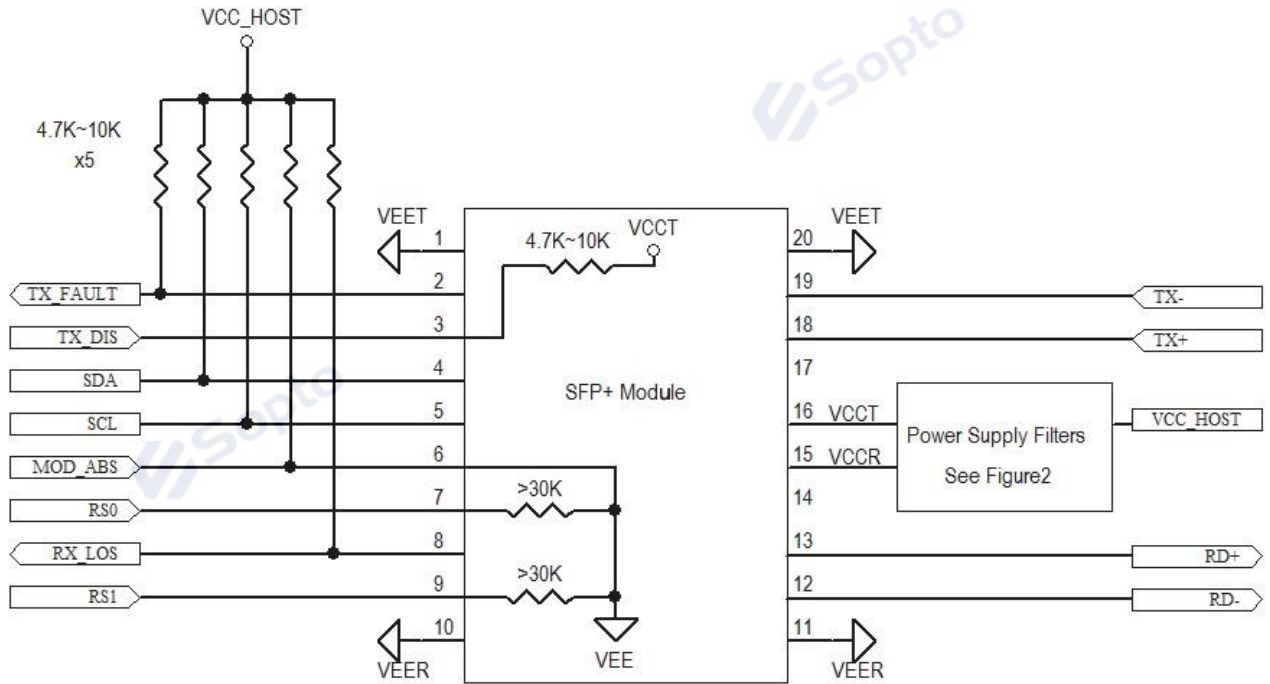 VCC_HOST
Sopto
4.7K~10K
x5
VEET
1
4.7K~10K
VCCT
20
VEET
TX_FAULT
2
19
TX-
TX_DIS
3
18
TX+
SDA
4
17
SFP+ Module
SCL
5
16
VCCT
VCC_HOST
Power Supply Filters
See Figure2
Sopto
MOD_ABS
6
15
VCCR
RS0
7
>30K
14
RX_LOS
8
13
RD+
RS1
9
>30K
12
RD-
10
VEER
VEE
11
VEER